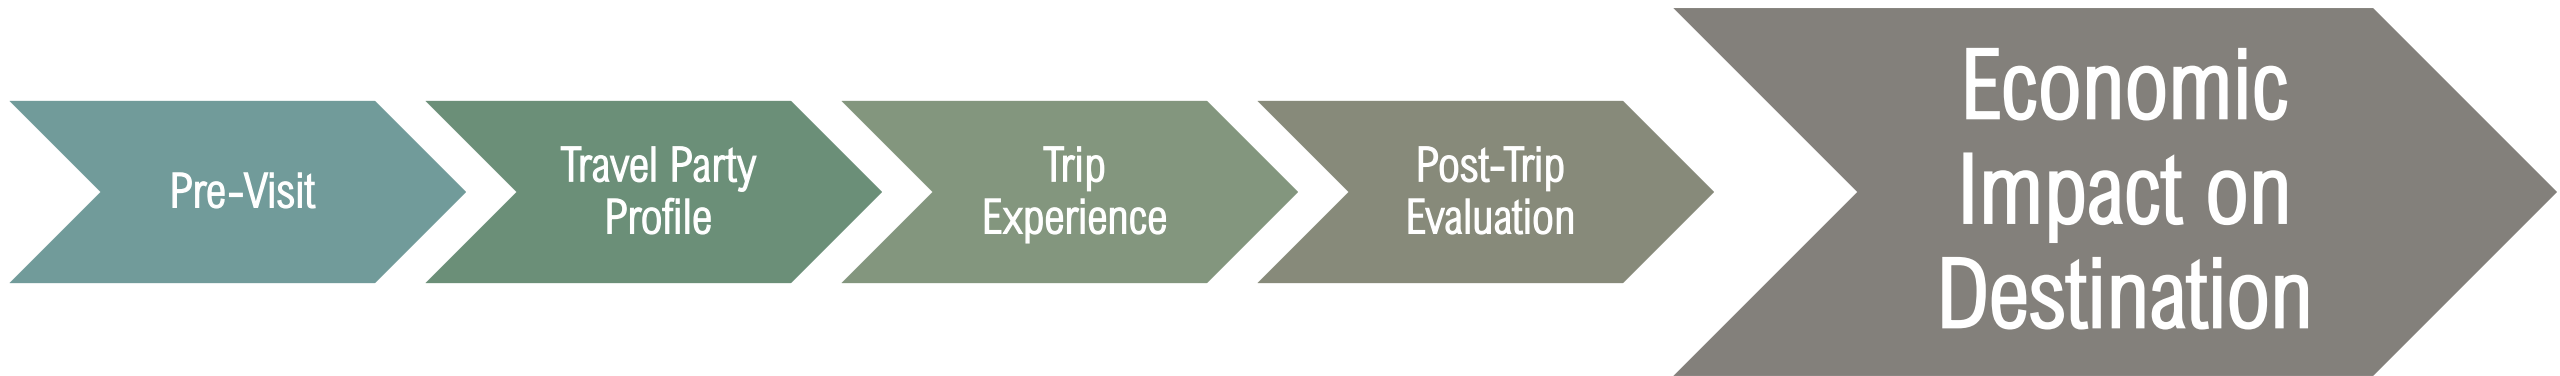 Pre-Visit
Travel Party
Profile
Trip
Experience
Post-Trip
Evaluation
Economic
Impact on
Destination